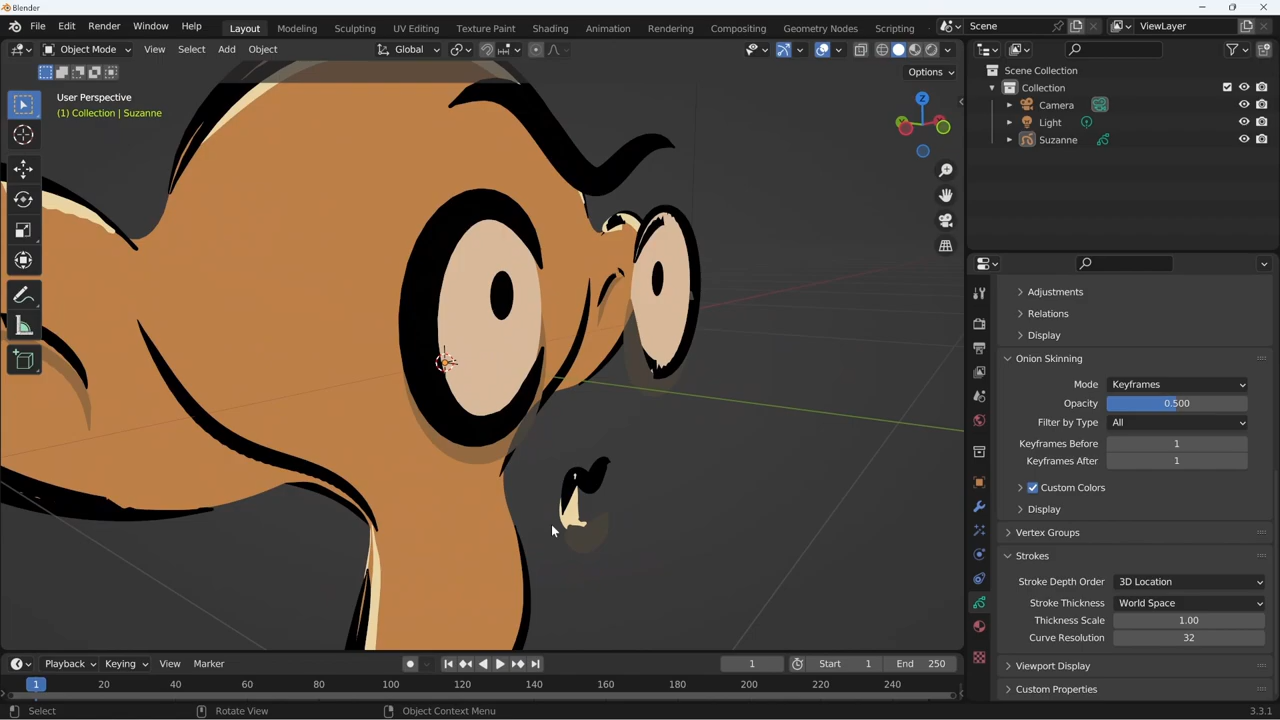 Blender
File Edit Render Window Help
Layout Modeling Sculpting UV Editing Texture Paint Shading Animation Rendering Compositing Geometry Nodes Scripting
Scene
ViewLayer
Object Mode View Select Add Object
Global
Options
User Perspective
(1) Collection | Suzanne
Z
Scene Collection
Collection
Camera
Light
Suzanne
Adjustments
Relations
Display
Onion Skinning
Mode Keyframes
Opacity 0.500
Filter by Type All
Keyframes Before 1
Keyframes After 1
Custom Colors
Display
Vertex Groups
Strokes
Stroke Depth Order 3D Location
Stroke Thickness World Space
Thickness Scale 1.00
Curve Resolution 32
Viewport Display
Custom Properties
Playback Keying View Marker
1 Start 1 End 250
1 20 40 60 80 100 120 140 160 180 200 220 240
Select Rotate View Object Context Menu
3.3.1